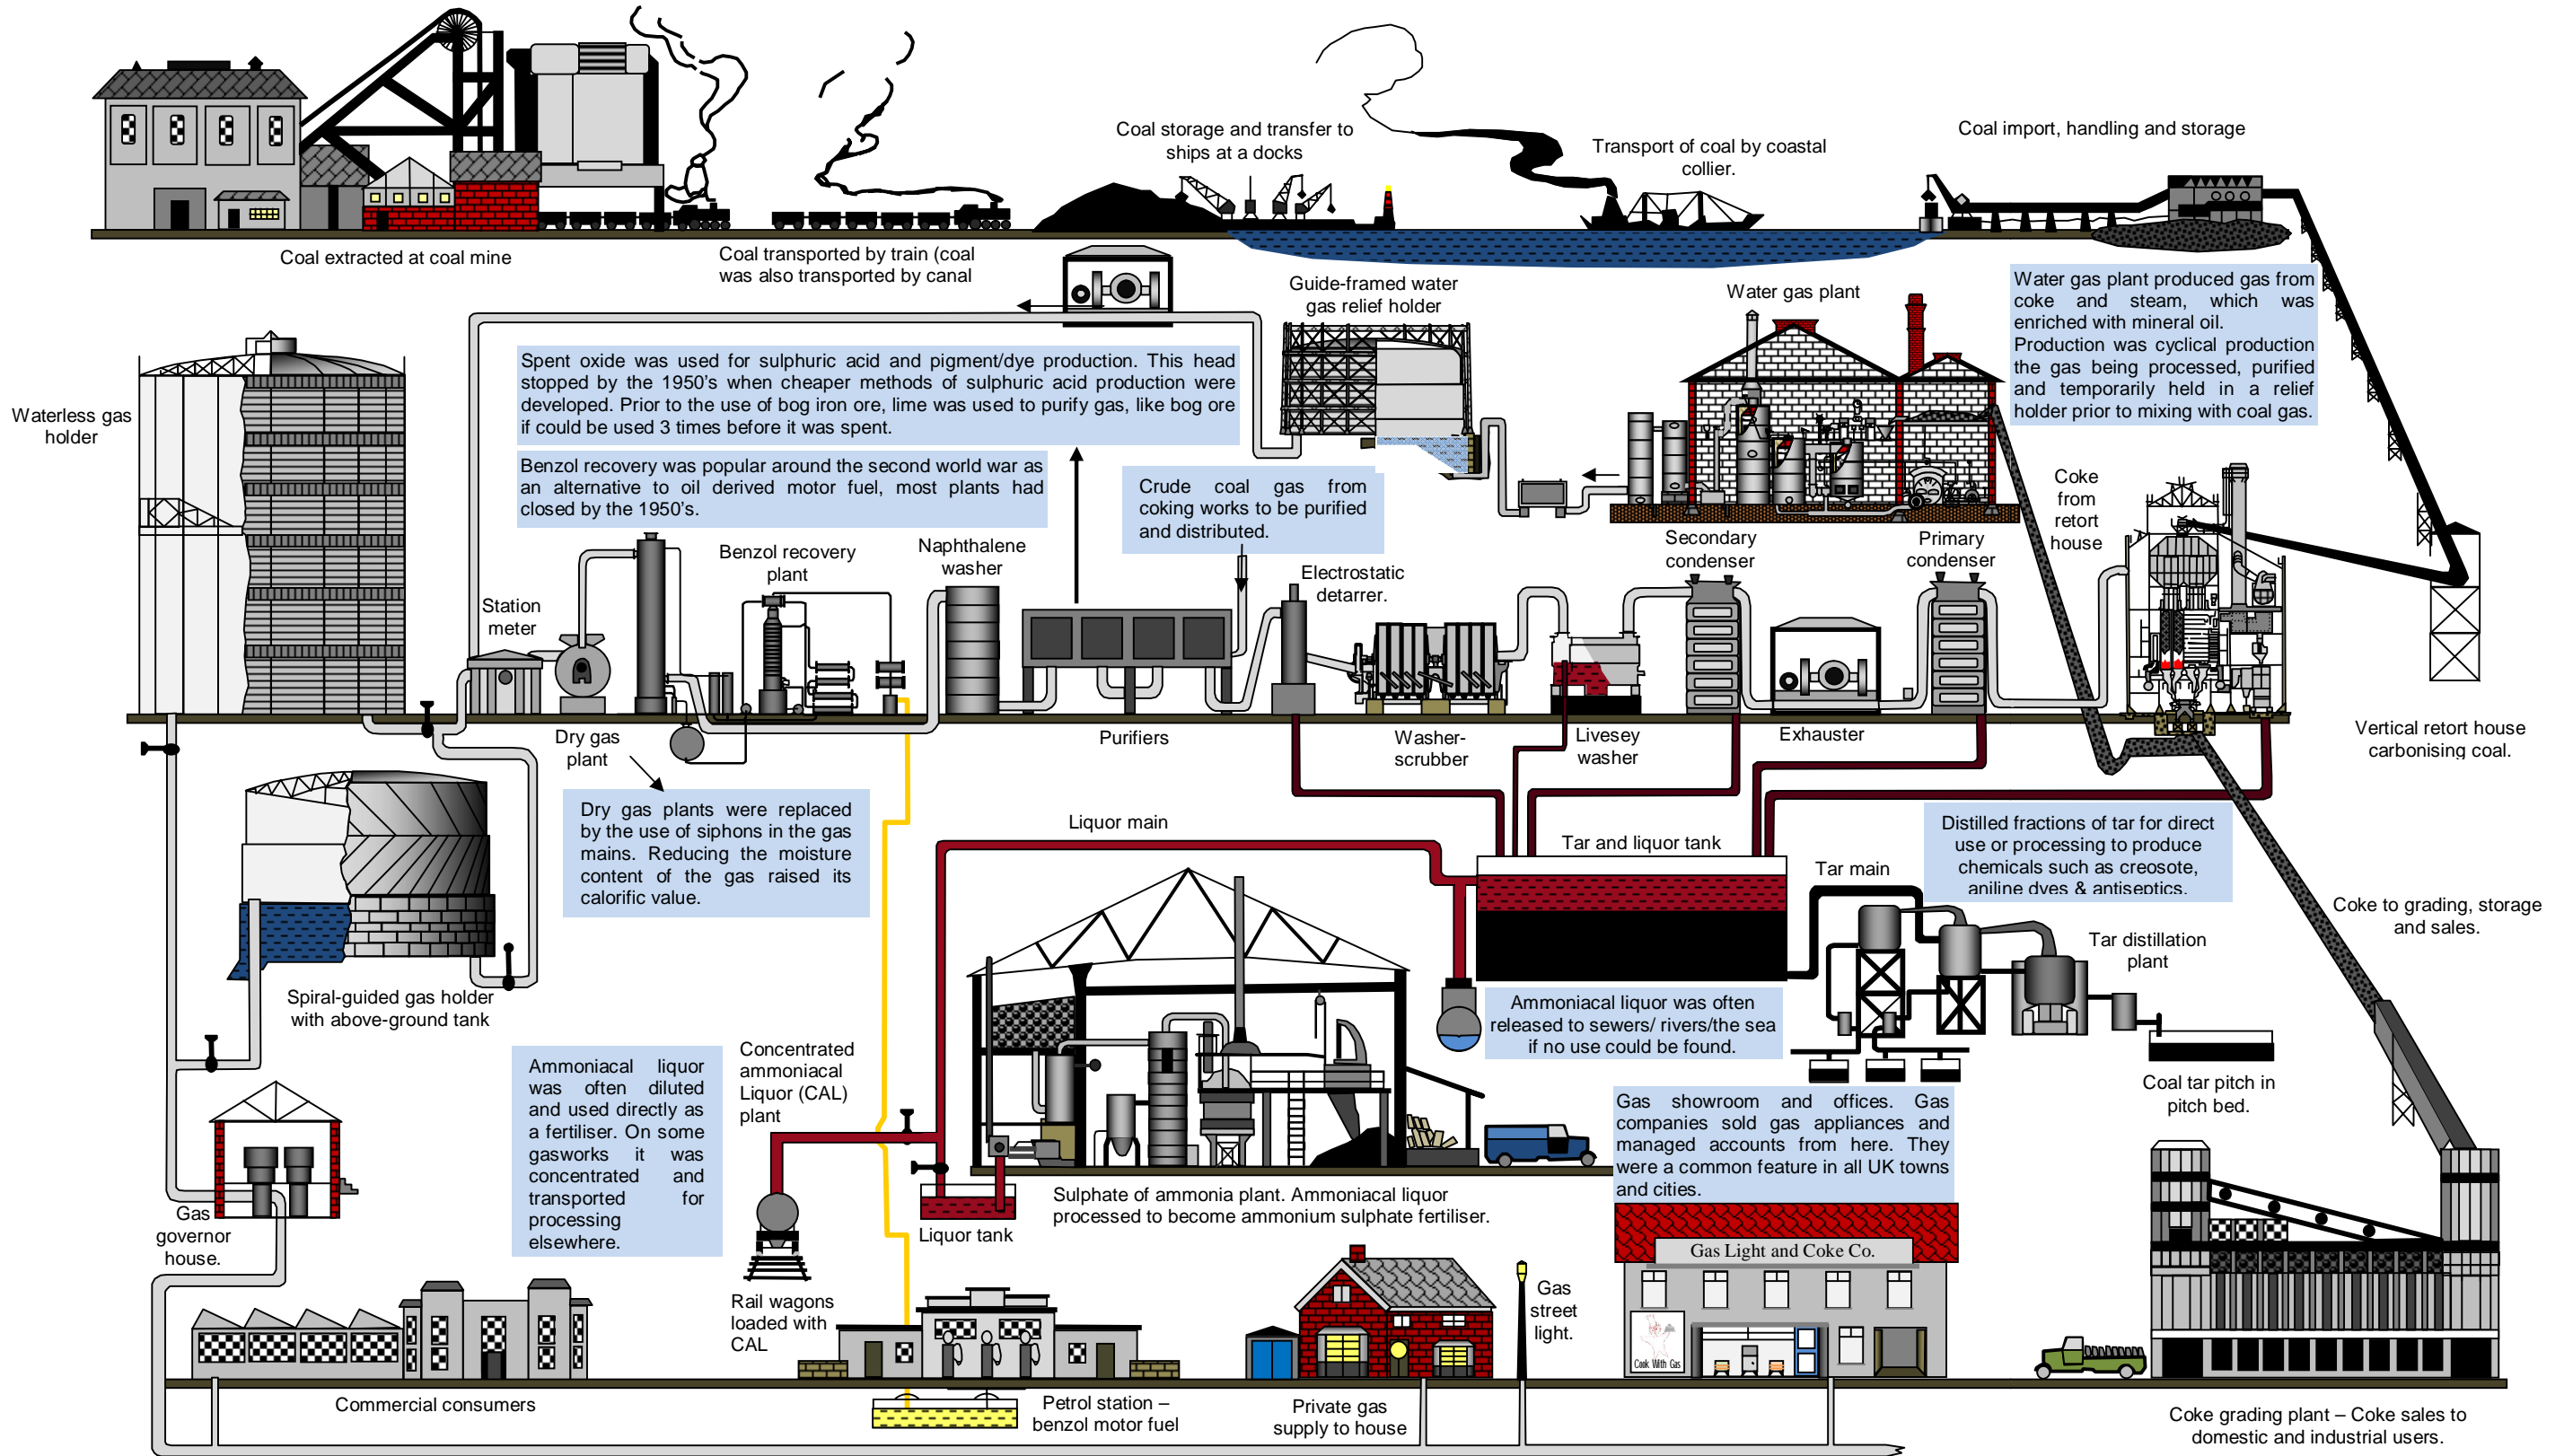 Coal storage and transfer to
ships at a docks
Transport of coal by coastal
collier.
Coal import, handling and storage
Coal extracted at coal mine
Coal transported by train (coal
was also transported by canal
Guide-framed water
gas relief holder
Water gas plant
Water gas plant produced gas from
coke and steam, which was
enriched with mineral oil.
Production was cyclical production
the gas being processed, purified
and temporarily held in a relief
holder prior to mixing with coal gas.
Waterless gas
holder
Spent oxide was used for sulphuric acid and pigment/dye production. This head
stopped by the 1950's when cheaper methods of sulphuric acid production were
developed. Prior to the use of bog iron ore, lime was used to purify gas, like bog ore
if could be used 3 times before it was spent.
Benzol recovery was popular around the second world war as
an alternative to oil derived motor fuel, most plants had
closed by the 1950's.
Crude coal gas from
coking works to be purified
and distributed.
Coke
from
retort
house
Station
meter
Benzol recovery
plant
Naphthalene
washer
Electrostatic
detarrer.
Secondary
condenser
Primary
condenser
Dry gas
plant
Purifiers
Washer-
scrubber
Livesey
washer
Exhauster
Vertical retort house
carbonising coal.
Dry gas plants were replaced
by the use of siphons in the gas
mains. Reducing the moisture
content of the gas raised its
calorific value.
Liquor main
Tar and liquor tank
Tar main
Distilled fractions of tar for direct
use or processing to produce
chemicals such as creosote,
aniline dyes & antiseptics.
Coke to grading, storage
and sales.
Tar distillation
plant
Spiral-guided gas holder
with above-ground tank
Ammoniacal liquor was often
released to sewers/ rivers/the sea
if no use could be found.
Ammoniacal liquor
was often diluted
and used directly as
a fertiliser. On some
gasworks it was
concentrated and
transported for
processing
elsewhere.
Concentrated
ammoniacal
Liquor (CAL)
plant
Coal tar pitch in
pitch bed.
Gas showroom and offices. Gas
companies sold gas appliances and
managed accounts from here. They
were a common feature in all UK towns
and cities.
Sulphate of ammonia plant. Ammoniacal liquor
processed to become ammonium sulphate fertiliser.
Gas
governor
house.
Liquor tank
Gas Light and Coke Co.
Rail wagons
loaded with
CAL
Gas
street
light.
Cook With Gas
Commercial consumers
Petrol station –
benzol motor fuel
Private gas
supply to house
Coke grading plant – Coke sales to
domestic and industrial users.